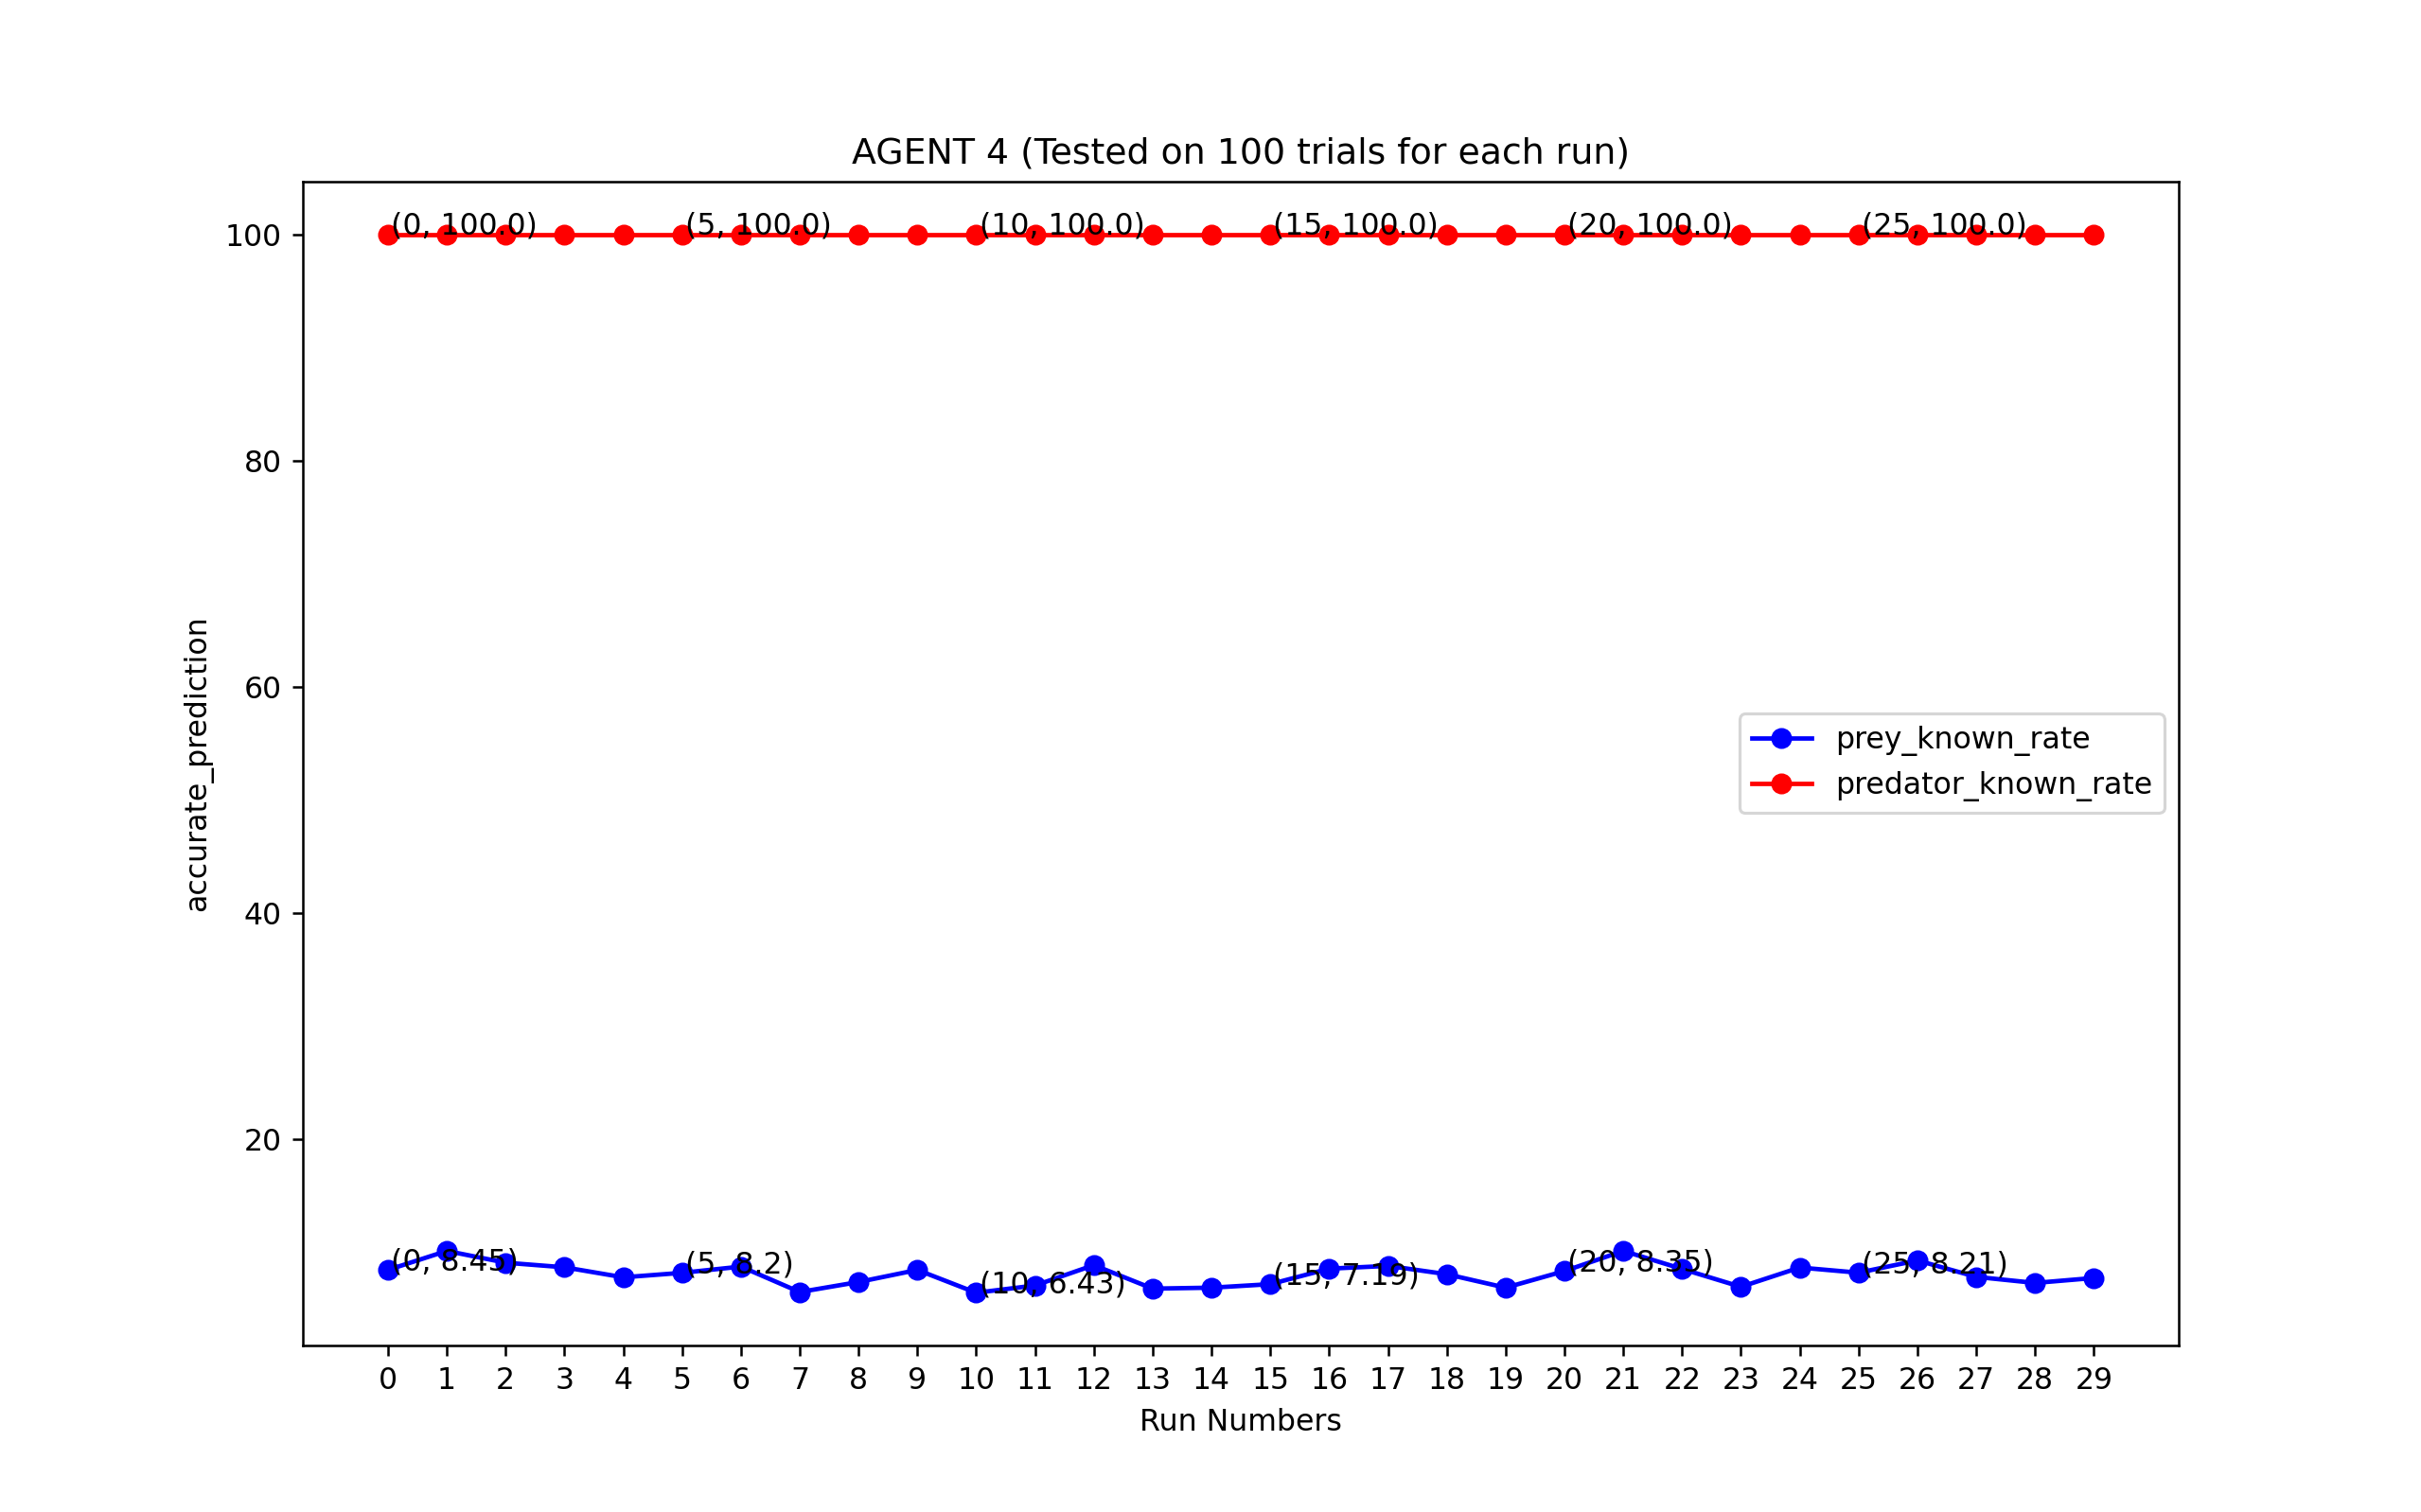 AGENT 4 (Tested on 100 trials for each run)
100
80
60
40
20
accurate_prediction
(0, 100.0) (5, 100.0) (10, 100.0) (15, 100.0) (20, 100.0) (25, 100.0)
prey_known_rate
predator_known_rate
(0, 8.45) (5, 8.2) (10, 6.43) (15, 7.19) (20, 8.35) (25, 8.21)
0 1 2 3 4 5 6 7 8 9 10 11 12 13 14 15 16 17 18 19 20 21 22 23 24 25 26 27 28 29
Run Numbers